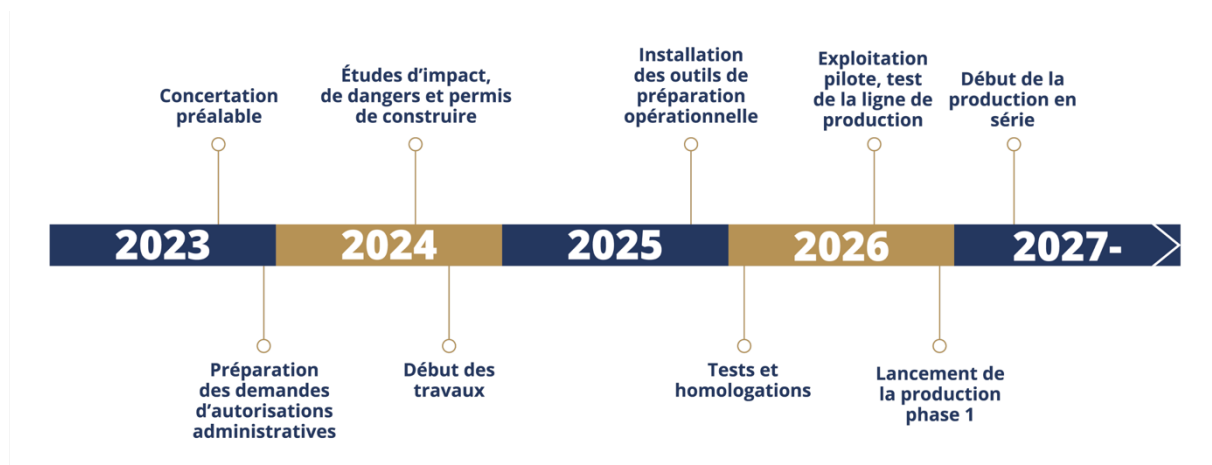 Concertation
préalable
Études d’impact,
de dangers et permis
de construire
Installation
des outils de
préparation
opérationnelle
Exploitation
pilote, test
de la ligne de
production
Début de la
production en
série
2023
2024
2025
2026
2027-
Préparation
des demandes
d’autorisations
administratives
Début des
travaux
Tests et
homologations
Lancement de
la production
phase 1